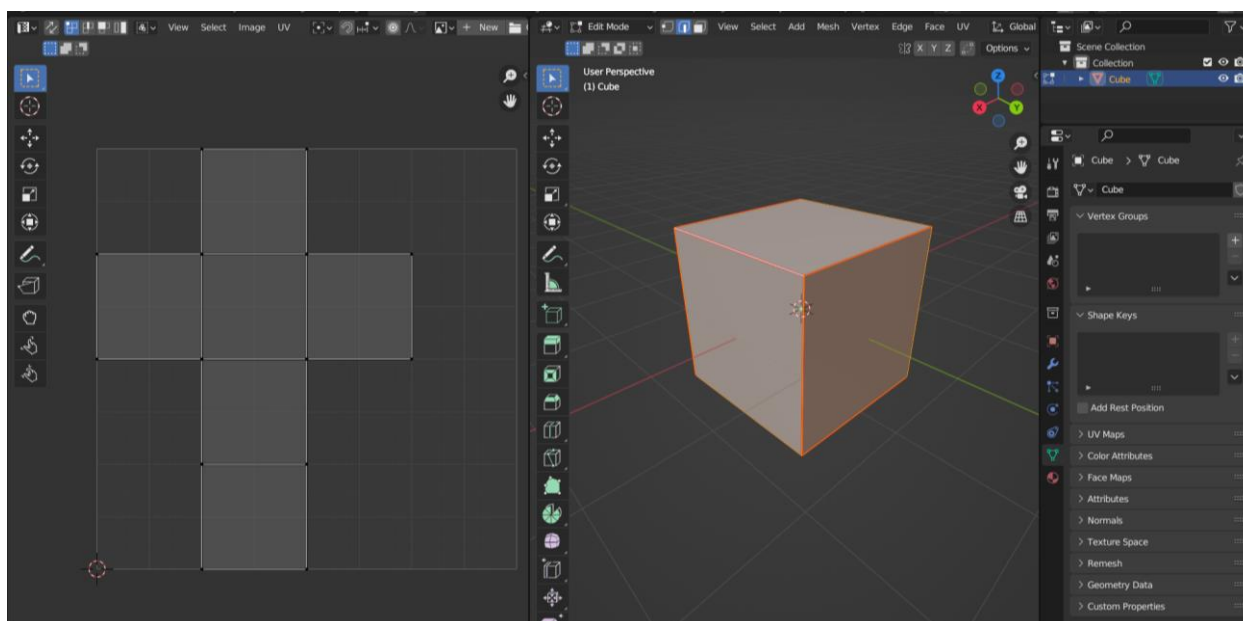 View Select Image UV
+ New
Edit Mode View Select Add Mesh Vertex Edge Face UV Global
X Y Z Options
User Perspective
(1) Cube
Z
X
Y
Scene Collection
Collection
Cube
Cube > Cube
Cube
Vertex Groups
Shape Keys
Add Rest Position
UV Maps
Color Attributes
Face Maps
Attributes
Normals
Texture Space
Remesh
Geometry Data
Custom Properties